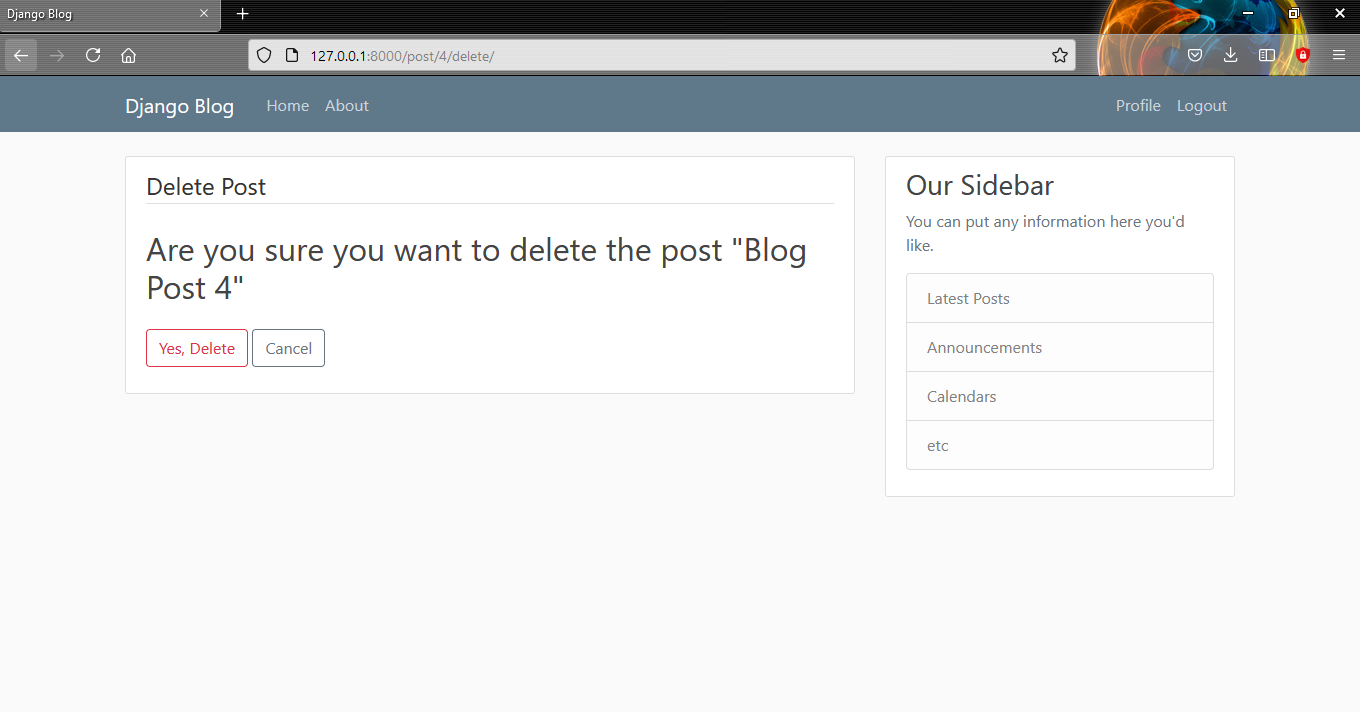 Django Blog
127.0.0.1:8000/post/4/delete/
Django Blog Home About Profile Logout
Delete Post
Are you sure you want to delete the post "Blog
Post 4"
Yes, Delete Cancel
Our Sidebar
You can put any information here you'd
like.
Latest Posts
Announcements
Calendars
etc